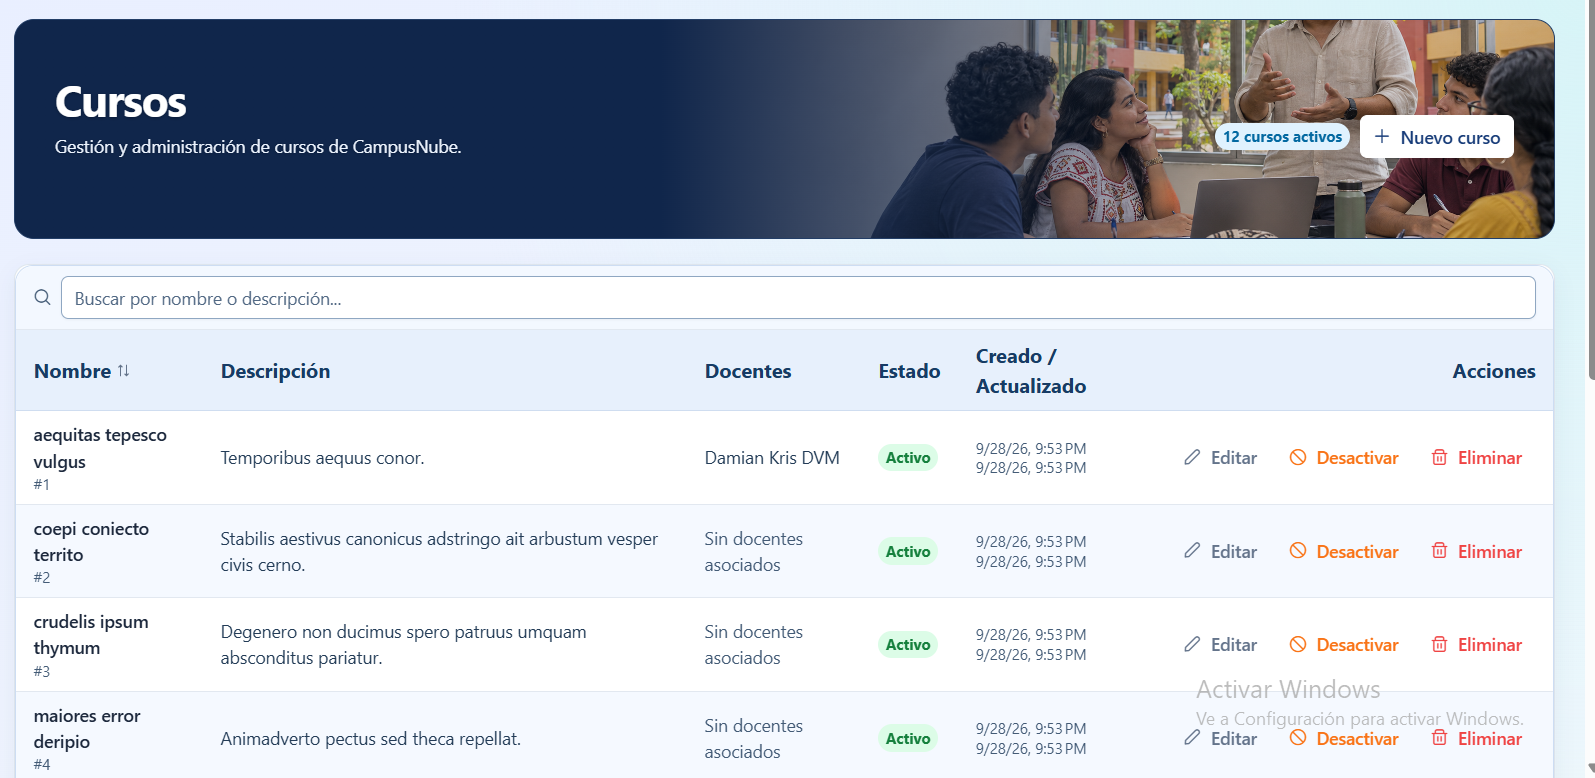 Cursos
Gestión y administración de cursos de CampusNube.
12 cursos activos
Nuevo curso
Buscar por nombre o descripción...
Nombre Descripción Docentes Estado Creado / Actualizado Acciones
aequitas tepesco vulgus
#1
Temporibus aequus conor.
Damian Kris DVM
Activo
9/28/26, 9:53 PM
9/28/26, 9:53 PM
Editar Desactivar Eliminar
coepi coniecto territo
#2
Stabilis aestivus canonicus adstringo ait arbustum vesper
civis cerno.
Sin docentes
asociados
Activo
9/28/26, 9:53 PM
9/28/26, 9:53 PM
Editar Desactivar Eliminar
crudelis ipsum
thymum
#3
Degenero non ducimus spero patruus umquam
absconditus pariatur.
Sin docentes
asociados
Activo
9/28/26, 9:53 PM
9/28/26, 9:53 PM
Editar Desactivar Eliminar
maiores error
deripio
#4
Animadverto pectus sed theca repellat.
Sin docentes
asociados
Activo
9/28/26, 9:53 PM
9/28/26, 9:53 PM
Editar Desactivar Eliminar
Activar Windows
Ve a Configuración para activar Windows.